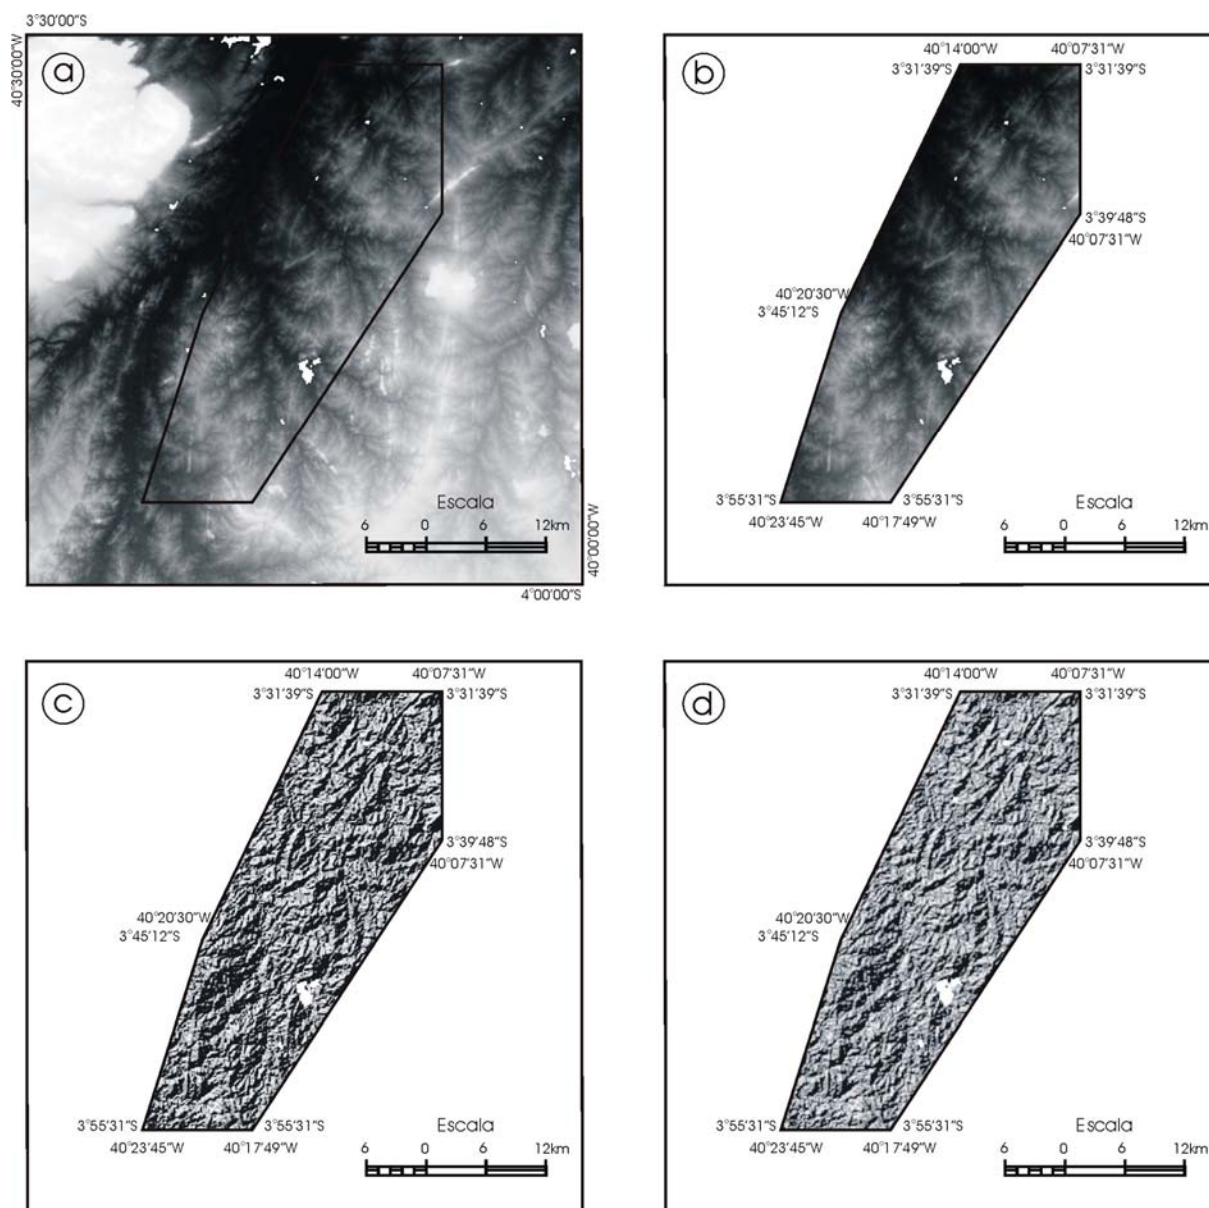 3°30'00"S
40°30'00"W
a
Escala
6 0 6 12km
40°00'00"W
4°00'00"S
b
40°14'00"W 40°07'31"W
3°31'39"S 3°31'39"S
3°39'48"S
40°07'31"W
40°20'30"W
3°45'12"S
3°55'31"S 3°55'31"S
40°23'45"W 40°17'49"W
Escala
6 0 6 12km
c
40°14'00"W 40°07'31"W
3°31'39"S 3°31'39"S
3°39'48"S
40°07'31"W
40°20'30"W
3°45'12"S
3°55'31"S 3°55'31"S
40°23'45"W 40°17'49"W
Escala
6 0 6 12km
d
40°14'00"W 40°07'31"W
3°31'39"S 3°31'39"S
3°39'48"S
40°07'31"W
40°20'30"W
3°45'12"S
3°55'31"S 3°55'31"S
40°23'45"W 40°17'49"W
Escala
6 0 6 12km